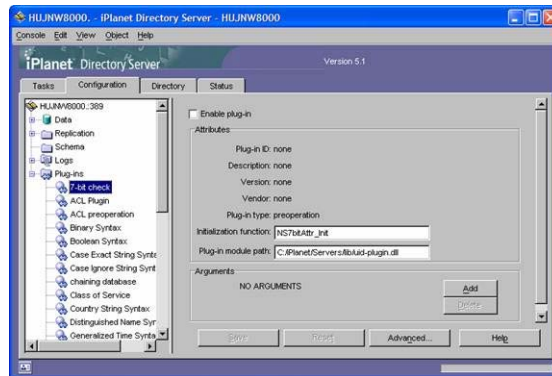 HUJNW8000. - iPlanet Directory Server - HUJNW8000
Console Edit View Object Help
iPlanet Directory Server
Version 5.1
Tasks Configuration Directory Status
HUJNW8000.:389
Data
Replication
Schema
Logs
Plug-ins
7-bit check
ACL Plugin
ACL preoperation
Binary Syntax
Boolean Syntax
Case Exact String Synta
Case Ignore String Synt
chaining database
Class of Service
Country String Syntax
Distinguished Name Syr
Generalized Time Synta
Enable plug-in
Attributes
Plug-in ID: none
Description: none
Version: none
Vendor: none
Plug-in type: preoperation
Initialization function: NS7bitAttr_Init
Plug-in module path: C:/iPlanet/Servers/lib/uid-plugin.dll
Arguments
NO ARGUMENTS
Add
Delete
Save Reset Advanced... Help